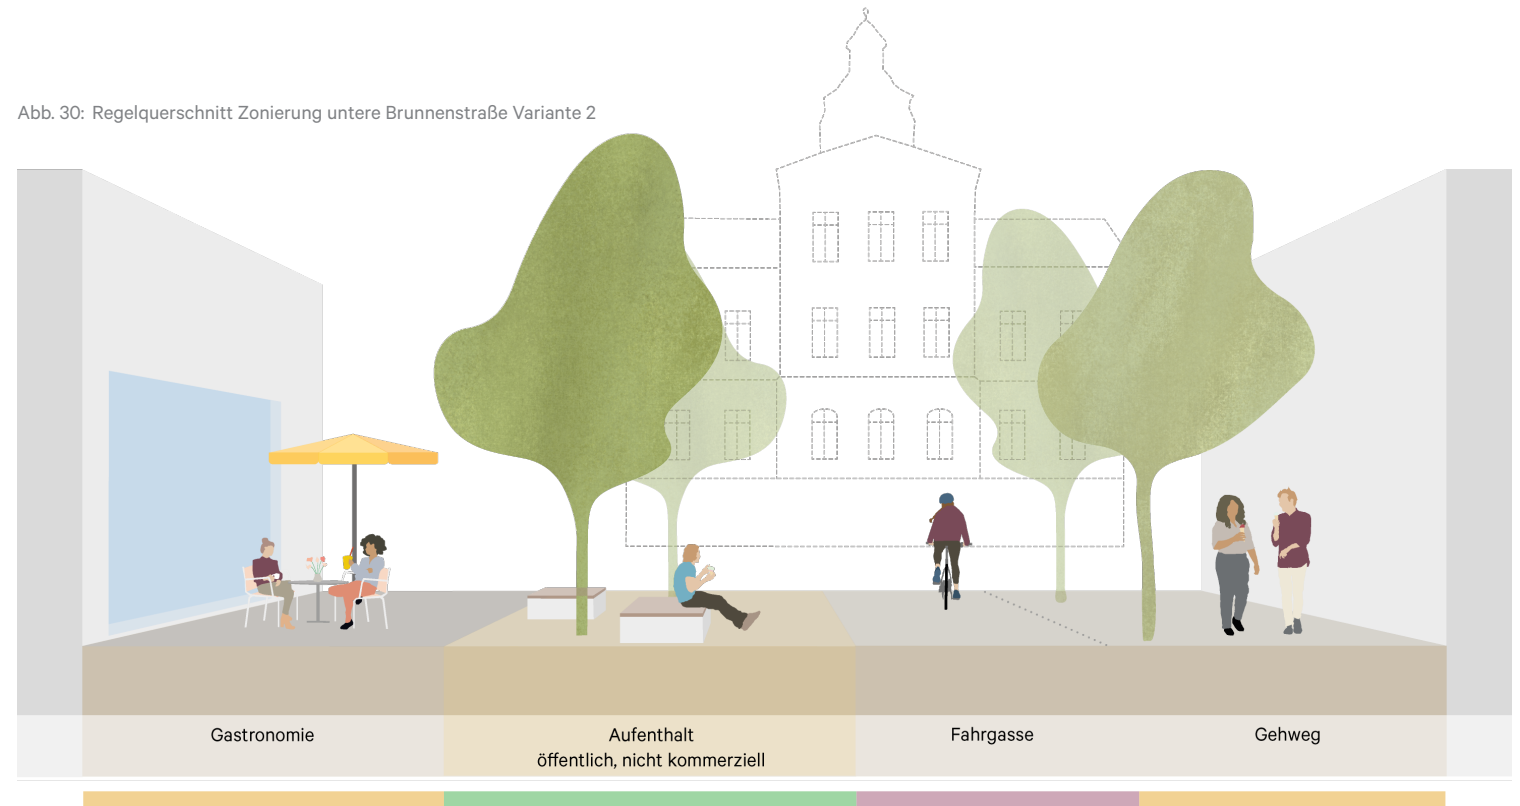 Abb. 30: Regelquerschnitt Zonierung untere Brunnenstraße Variante 2
Gastronomie
Aufenthalt
öffentlich, nicht kommerziell
Fahrgasse
Gehweg